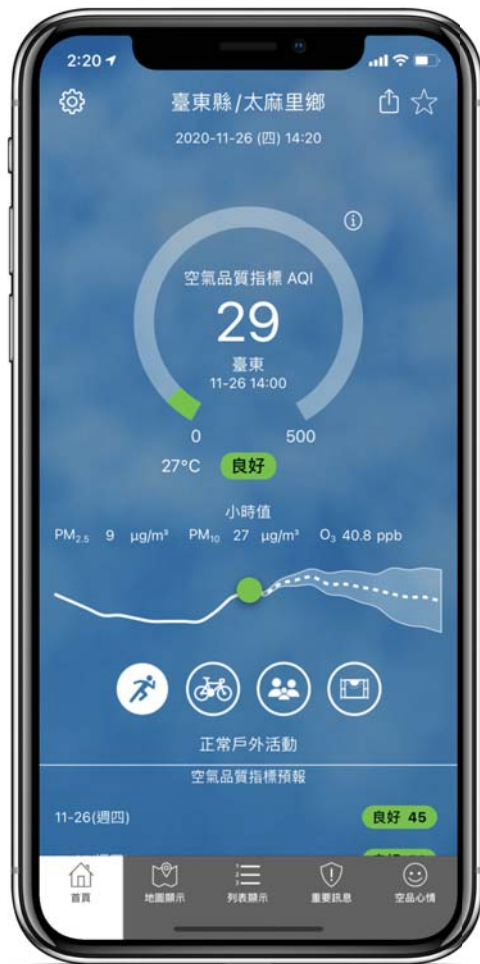 2:20
臺東縣/太麻里鄉
2020-11-26 (四) 14:20
空氣品質指標 AQI
29
臺東
11-26 14:00
0 500
27°C 良好
小時值
PM₂.₅ 9 μg/m³ PM₁₀ 27 μg/m³ O₃ 40.8 ppb
正常戶外活動
空氣品質指標預報
11-26(週四) 良好 45
首頁 地圖顯示 列表顯示 重要訊息 空品心情